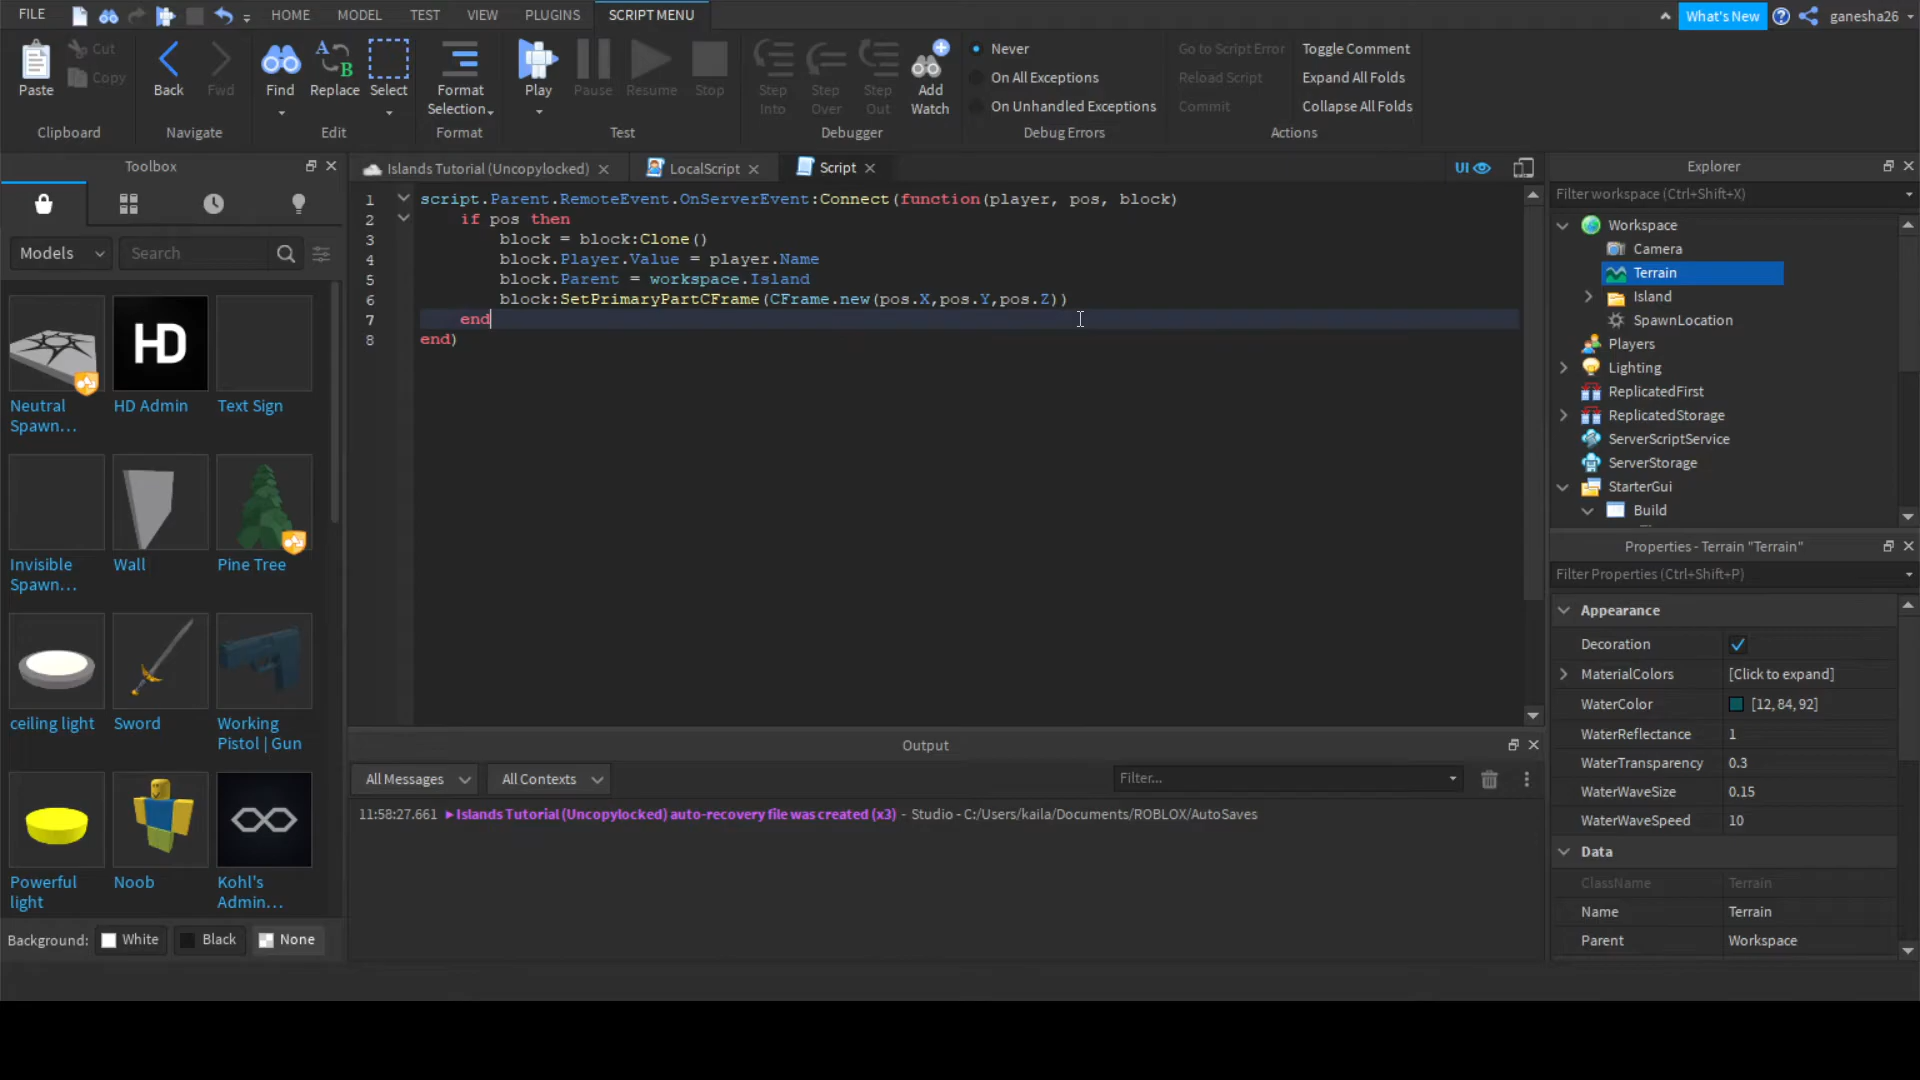 FILE HOME MODEL TEST VIEW PLUGINS SCRIPT MENU What's New ganesha26
Paste Cut Copy Clipboard
Back Fwd Navigate
Find Replace Select Edit
Format Selection Format
Play Pause Resume Stop Test
Step Into Step Over Step Out Add Watch Debugger
Never
On All Exceptions
On Unhandled Exceptions
Debug Errors
Go to Script Error Toggle Comment
Reload Script Expand All Folds
Commit Collapse All Folds
Actions
Toolbox
Models Search
Neutral Spawn... HD HD Admin Text Sign
Invisible Spawn... Wall Pine Tree
ceiling light Sword Working Pistol | Gun
Powerful light Noob Kohl's Admin...
Background: White Black None
Islands Tutorial (Uncopylocked) LocalScript Script UI
1 script.Parent.RemoteEvent.OnServerEvent:Connect(function(player, pos, block)
2 if pos then
3 block = block:Clone()
4 block.Player.Value = player.Name
5 block.Parent = workspace.Island
6 block:SetPrimaryPartCFrame(CFrame.new(pos.X,pos.Y,pos.Z))
7 end
8 end)
Output
All Messages All Contexts Filter...
11:58:27.661 Islands Tutorial (Uncopylocked) auto-recovery file was created (x3) - Studio - C:/Users/kaila/Documents/ROBLOX/AutoSaves
Explorer
Filter workspace (Ctrl+Shift+X)
Workspace
Camera
Terrain
Island
SpawnLocation
Players
Lighting
ReplicatedFirst
ReplicatedStorage
ServerScriptService
ServerStorage
StarterGui
Build
Properties - Terrain "Terrain"
Filter Properties (Ctrl+Shift+P)
Appearance
Decoration
MaterialColors [Click to expand]
WaterColor [12, 84, 92]
WaterReflectance 1
WaterTransparency 0.3
WaterWaveSize 0.15
WaterWaveSpeed 10
Data
ClassName Terrain
Name Terrain
Parent Workspace